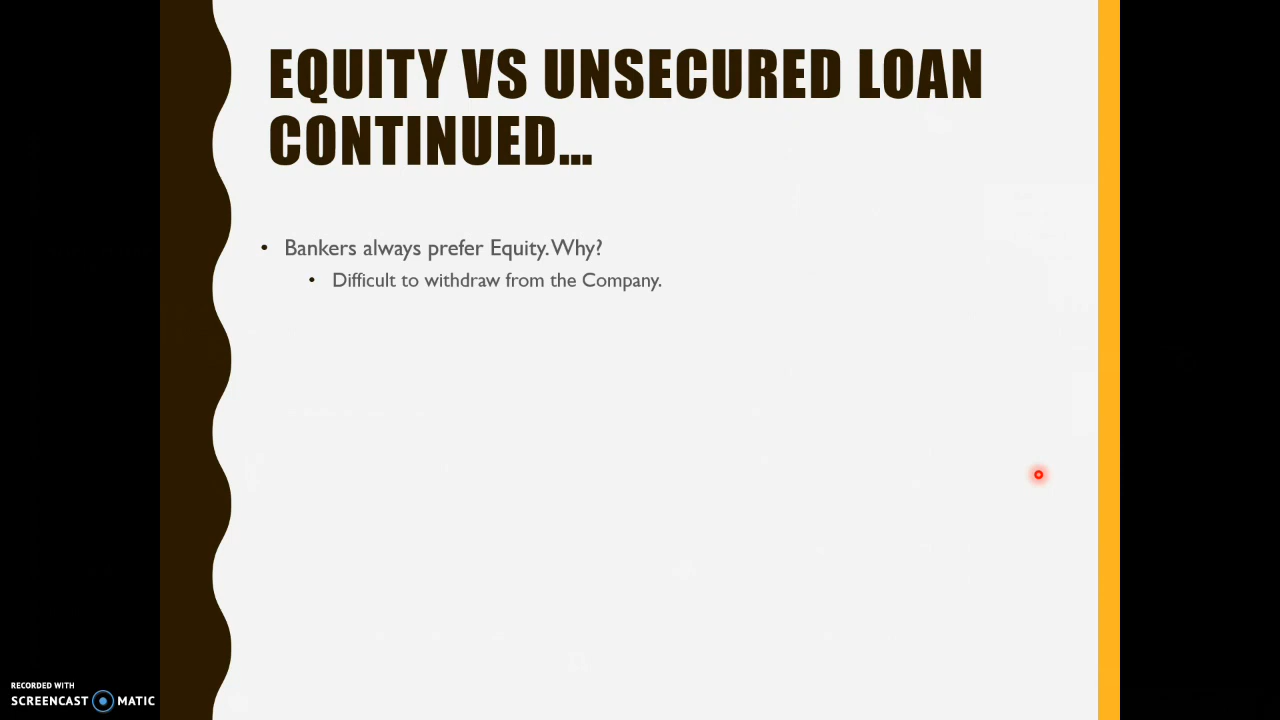 EQUITY VS UNSECURED LOAN
CONTINUED...
• Bankers always prefer Equity. Why?
• Difficult to withdraw from the Company.
RECORDED WITH
SCREENCAST MATIC